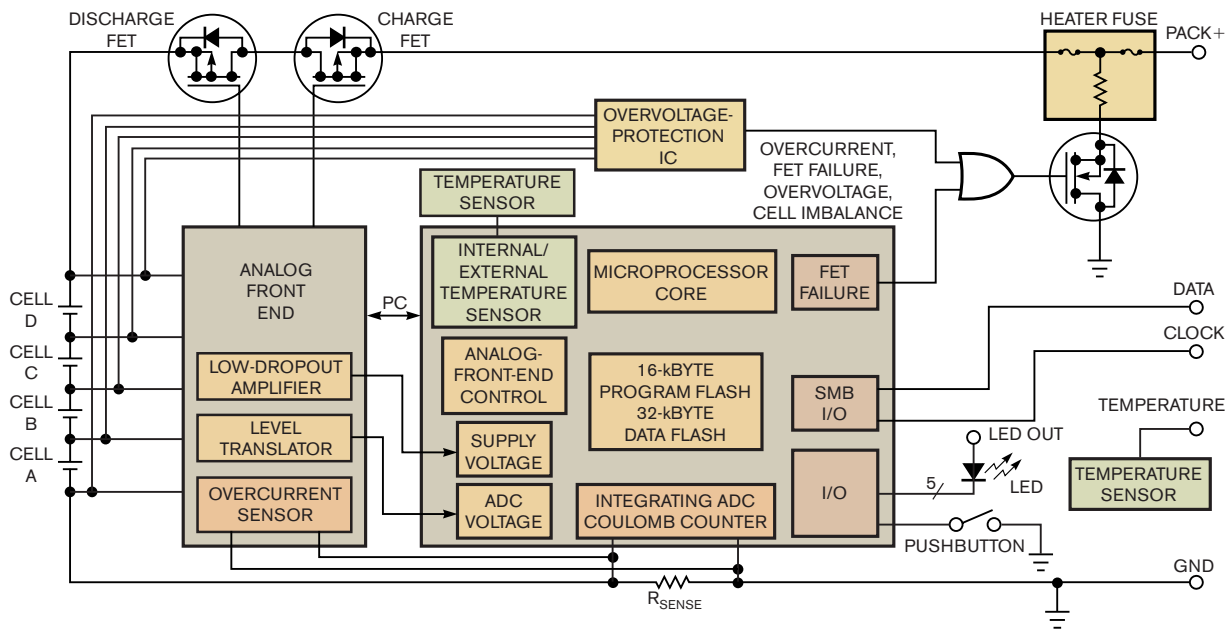 DISCHARGE
FET
CHARGE
FET
HEATER FUSE
PACK+
OVERVOLTAGE-
PROTECTION
IC
OVERCURRENT,
FET FAILURE,
OVERVOLTAGE,
CELL IMBALANCE
TEMPERATURE
SENSOR
ANALOG
FRONT
END
PC
INTERNAL/
EXTERNAL
TEMPERATURE
SENSOR
MICROPROCESSOR
CORE
FET
FAILURE
DATA
CLOCK
CELL
D
CELL
C
CELL
B
CELL
A
LOW-DROPOUT
AMPLIFIER
LEVEL
TRANSLATOR
OVERCURRENT
SENSOR
ANALOG-
FRONT-END
CONTROL
16-kBYTE
PROGRAM FLASH
32-kBYTE
DATA FLASH
SMB
I/O
SUPPLY
VOLTAGE
ADC
VOLTAGE
INTEGRATING ADC
COULOMB COUNTER
I/O
5
LED OUT
LED
PUSHBUTTON
TEMPERATURE
TEMPERATURE
SENSOR
RSENSE
GND